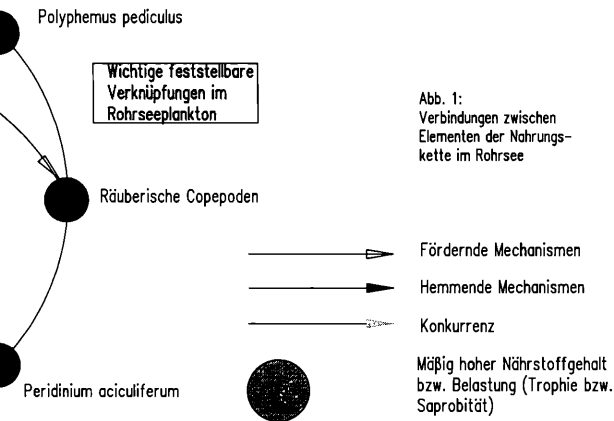 Polyphemus pediculus
Wichtige feststellbare
Verknüpfungen im
Rohrseeplankton
Abb. 1:
Verbindungen zwischen
Elementen der Nahrungs-
kette im Rohrsee
Räuberische Copepoden
Fördernde Mechanismen
Hemmende Mechanismen
Konkurrenz
Mäßig hoher Nährstoffgehalt
bzw. Belastung (Trophie bzw.
Saprobität)
Peridinium aciculiferum